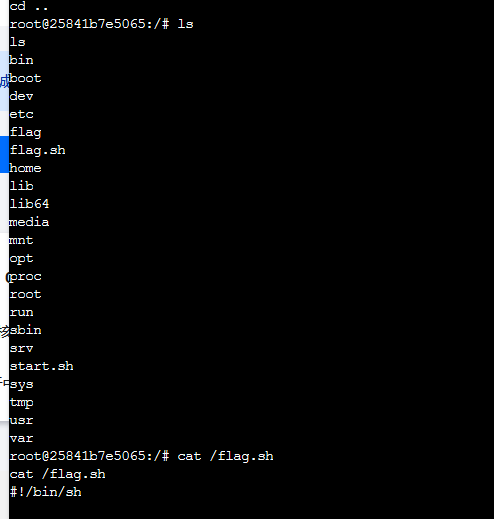 cd ..
root@25841b7e5065:/# ls
ls
bin
boot
dev
etc
flag
flag.sh
home
lib
lib64
media
mnt
opt
proc
root
run
sbin
srv
start.sh
sys
tmp
usr
var
root@25841b7e5065:/# cat /flag.sh
cat /flag.sh
#!/bin/sh